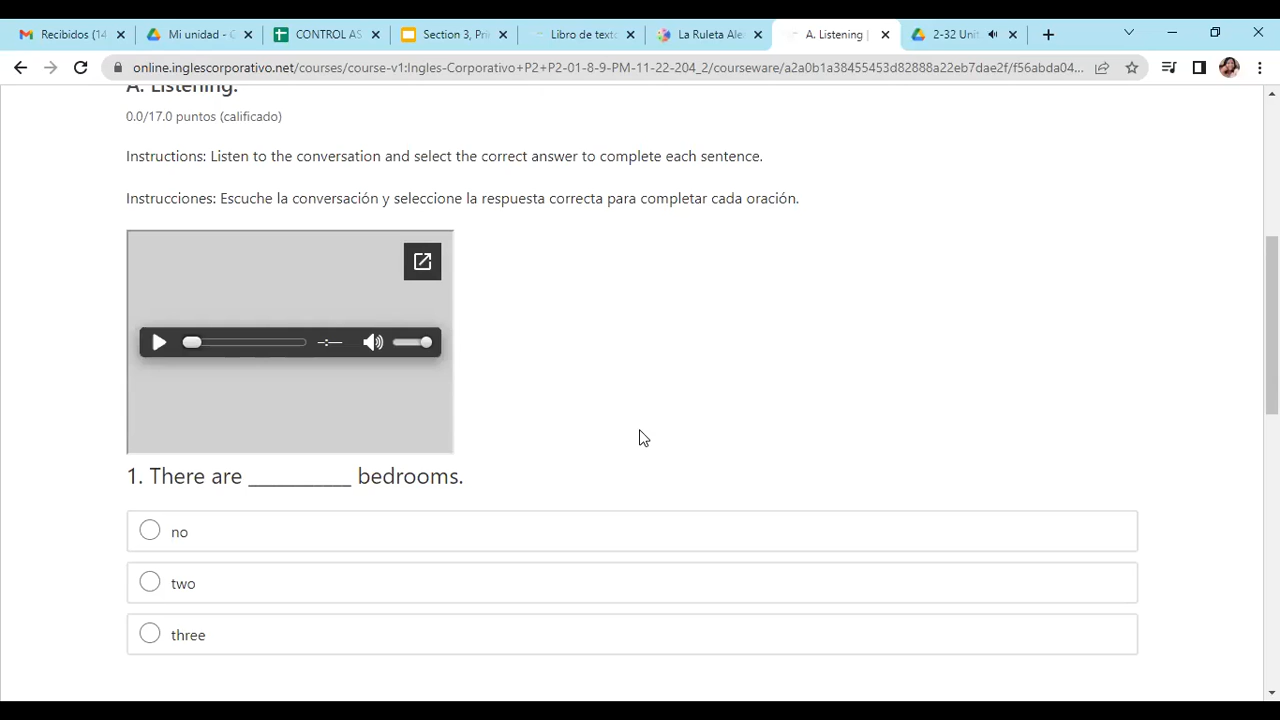 Recibidos (14
Mi unidad - G
CONTROL AS
Section 3, Pri
Libro de texto
La Ruleta Ale
A. Listening |
2-32 Unit
online.inglescorporativo.net/courses/course-v1:Ingles-Corporativo+P2+P2-01-8-9-PM-11-22-204_2/courseware/a2a0b1a38455453d82888a22eb7dae2f/f56abda04...
A. Listening.
0.0/17.0 puntos (calificado)
Instructions: Listen to the conversation and select the correct answer to complete each sentence.
Instrucciones: Escuche la conversación y seleccione la respuesta correcta para completar cada oración.
1. There are __________ bedrooms.
no
two
three